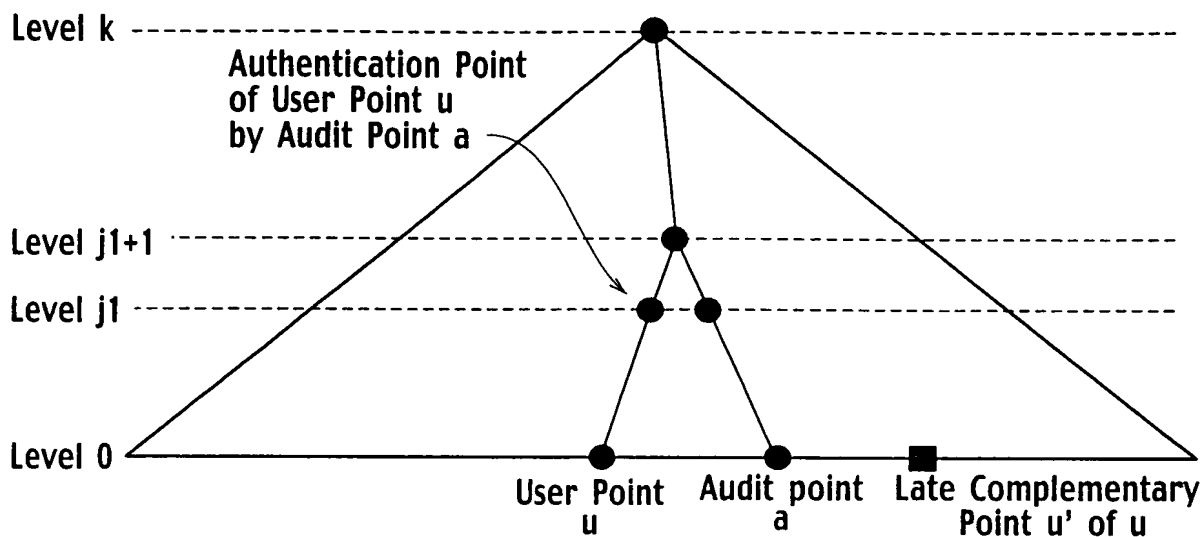 Level k
Authentication Point
of User Point u
by Audit Point a
Level j1+1
Level j1
Level 0
User Point
u
Audit point
a
Late Complementary
Point u' of u